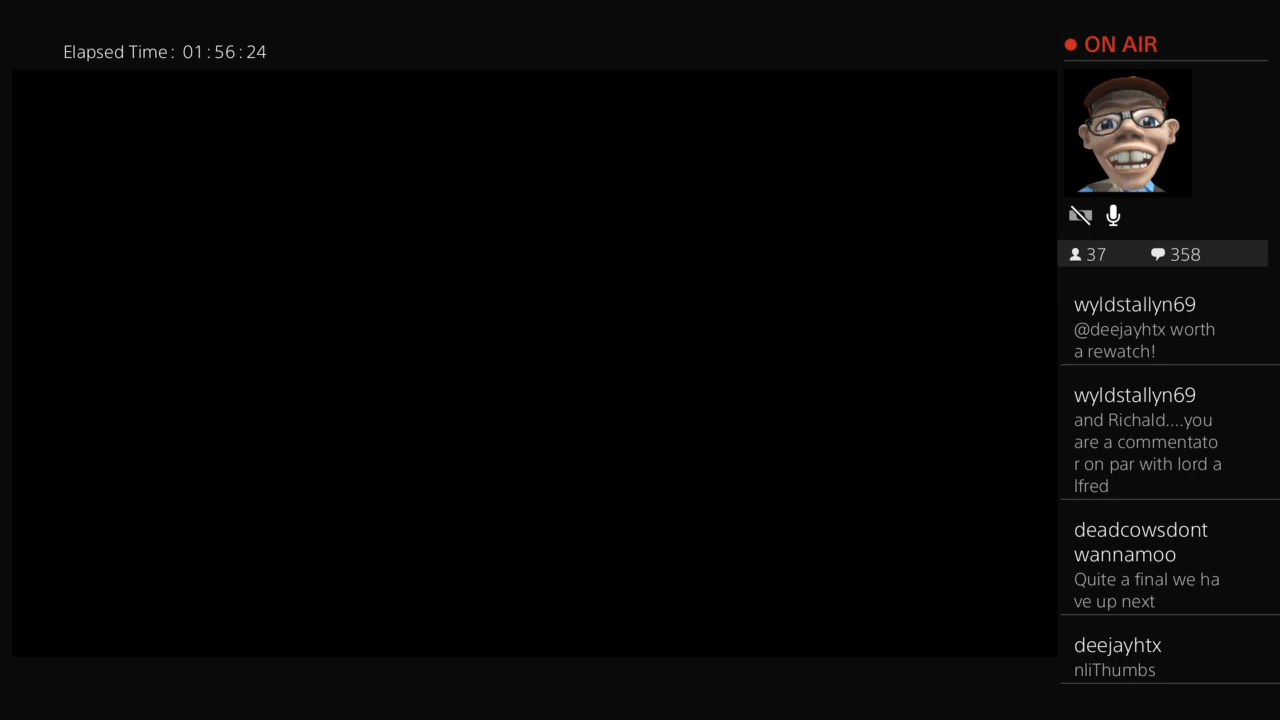 Elapsed Time: 01:56:24
ON AIR
37 358
wyldstallyn69
@deejayhtx worth
a rewatch!
wyldstallyn69
and Richald....you
are a commentato
r on par with lord a
lfred
deadcowsdont
wannamoo
Quite a final we ha
ve up next
deejayhtx
nliThumbs